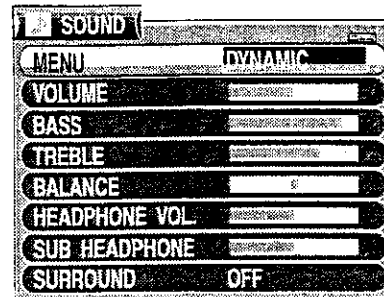 SOUND
MENU DYNAMIC
VOLUME
BASS
TREBLE
BALANCE
HEADPHONE VOL.
SUB HEADPHONE
SURROUND OFF